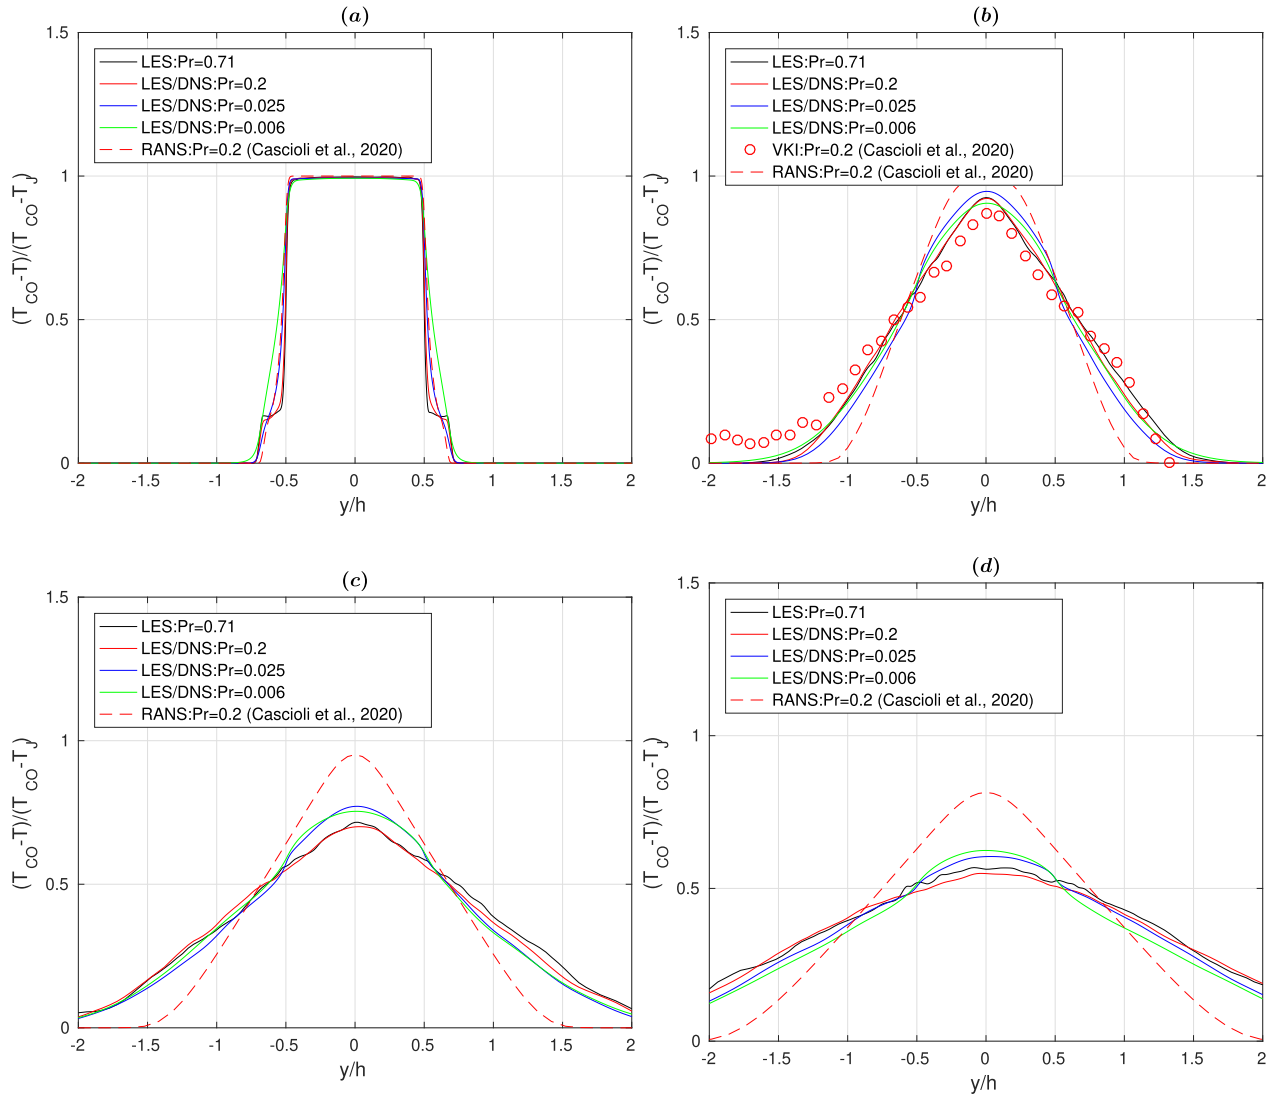 (a)
1.5
1
0.5
0
(T_CO-T)/(T_CO-T_J)
LES:Pr=0.71
LES/DNS:Pr=0.2
LES/DNS:Pr=0.025
LES/DNS:Pr=0.006
RANS:Pr=0.2 (Cascioli et al., 2020)
-2 -1.5 -1 -0.5 0 0.5 1 1.5 2
y/h
(b)
1.5
1
0.5
0
(T_CO-T)/(T_CO-T_J)
LES:Pr=0.71
LES/DNS:Pr=0.2
LES/DNS:Pr=0.025
LES/DNS:Pr=0.006
VKI:Pr=0.2 (Cascioli et al., 2020)
RANS:Pr=0.2 (Cascioli et al., 2020)
-2 -1.5 -1 -0.5 0 0.5 1 1.5 2
y/h
(c)
1.5
1
0.5
0
(T_CO-T)/(T_CO-T_J)
LES:Pr=0.71
LES/DNS:Pr=0.2
LES/DNS:Pr=0.025
LES/DNS:Pr=0.006
RANS:Pr=0.2 (Cascioli et al., 2020)
-2 -1.5 -1 -0.5 0 0.5 1 1.5 2
y/h
(d)
1.5
1
0.5
0
(T_CO-T)/(T_CO-T_J)
LES:Pr=0.71
LES/DNS:Pr=0.2
LES/DNS:Pr=0.025
LES/DNS:Pr=0.006
RANS:Pr=0.2 (Cascioli et al., 2020)
-2 -1.5 -1 -0.5 0 0.5 1 1.5 2
y/h